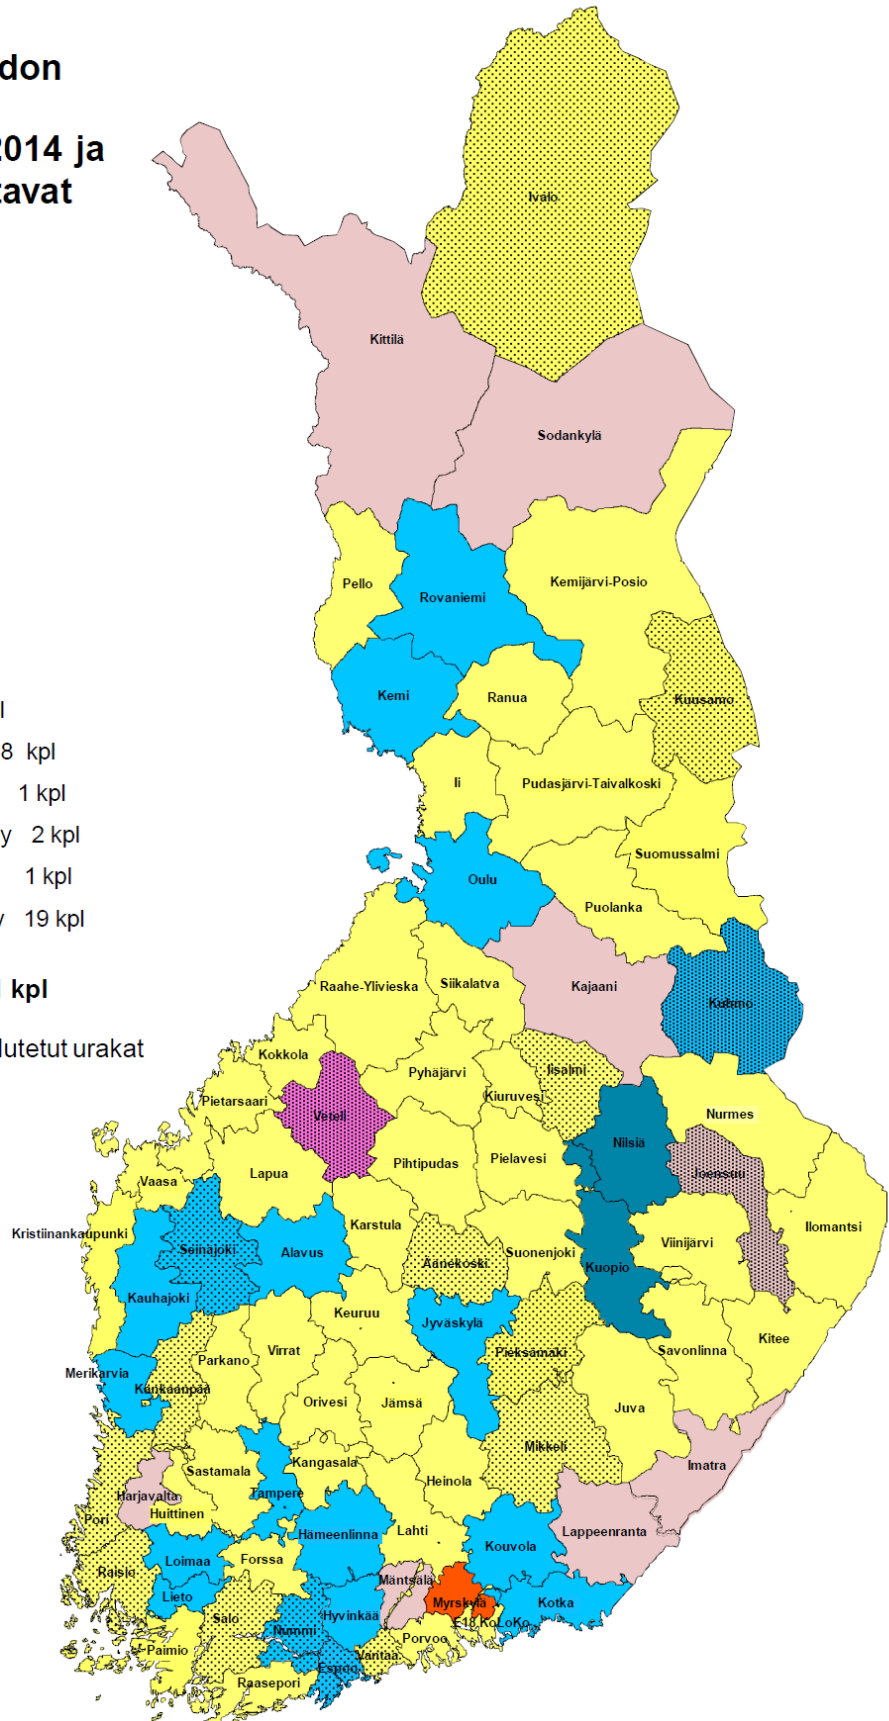 don
2014 ja
tavat
Ivalo
Kittilä
Sodankylä
Pello
Rovaniemi
Kemijärvi-Posio
Kemi
Ranua
Kuusamo
l
8 kpl
Ii
Pudasjärvi-Taivalkoski
1 kpl
y 2 kpl
Suomussalmi
1 kpl
Oulu
Puolanka
y 19 kpl
Raahe-Ylivieska
Siikalatva
Kajaani
Kuhmo
kpl
lutetut urakat
Kokkola
Pyhäjärvi
Iisalmi
Kiuruvesi
Pietarsaari
Veteli
Nurmes
Nilsiä
Pihtipudas
Pielavesi
Joensuu
Lapua
Vaasa
Karstula
Ilomantsi
Kristiinankaupunki
Seinäjoki
Alavus
Äänekoski
Suonenjoki
Viinijärvi
Kuopio
Kauhajoki
Keuruu
Jyväskylä
Kitee
Virrat
Pieksämäki
Savonlinna
Parkano
Merikarvia
Kankaanpää
Orivesi
Jämsä
Juva
Mikkeli
Imatra
Sastamala
Kangasala
Heinola
Tampere
Harjavalta
Huittinen
Pori
Hämeenlinna
Lahti
Lappeenranta
Kouvola
Loimaa
Forssa
Raisio
Mäntsälä
Lieto
Myrskylä
Kotka
Salo
Hyvinkää
E18 KoLoKo
Nummi
Porvoo
Paimio
Vantaa
Espoo
Raasepori